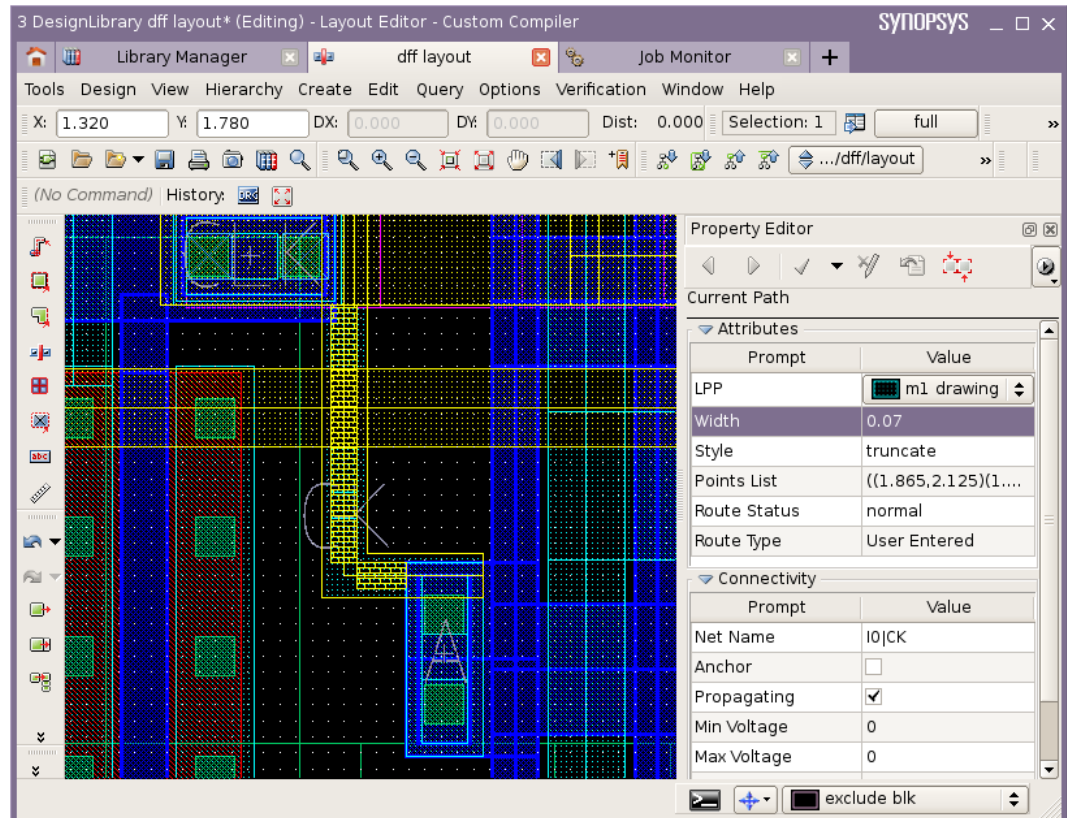 3 DesignLibrary dff layout* (Editing) - Layout Editor - Custom Compiler SYNOPSYS
Library Manager dff layout Job Monitor
Tools Design View Hierarchy Create Edit Query Options Verification Window Help
X: 1.320 Y: 1.780 DX: 0.000 DY: 0.000 Dist: 0.000 Selection: 1 full »
.../dff/layout »
(No Command) History: DRC
CK
Property Editor
Current Path
Attributes
Prompt Value
LPP m1 drawing
Width 0.07
Style truncate
Points List ((1.865,2.125)(1....
Route Status normal
Route Type User Entered
abc
CK
Connectivity
Prompt Value
Net Name I0|CK
Anchor
Propagating
Min Voltage 0
Max Voltage 0
A
exclude blk